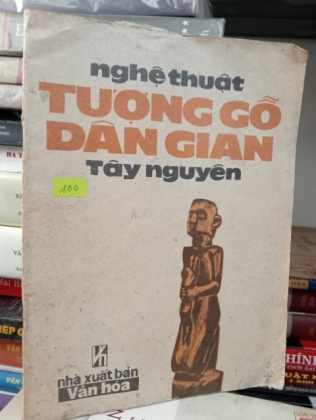 nghệ thuật
TƯỢNG GỖ
DÂN GIAN
Tây nguyên
100
nhà xuất bản
Văn hóa